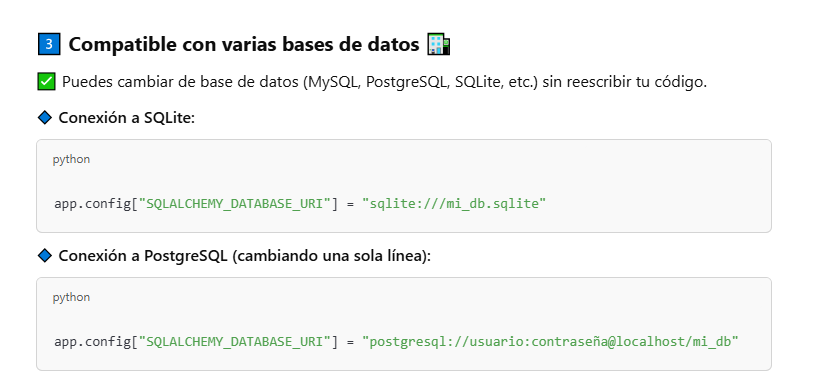 3 Compatible con varias bases de datos 🏢
✅ Puedes cambiar de base de datos (MySQL, PostgreSQL, SQLite, etc.) sin reescribir tu código.
🔹 Conexión a SQLite:
python
app.config["SQLALCHEMY_DATABASE_URI"] = "sqlite:///mi_db.sqlite"
🔹 Conexión a PostgreSQL (cambiando una sola línea):
python
app.config["SQLALCHEMY_DATABASE_URI"] = "postgresql://usuario:contraseña@localhost/mi_db"